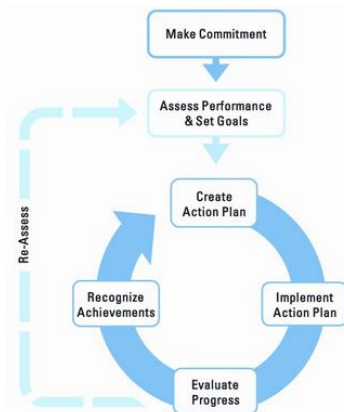 Make Commitment
Assess Performance
& Set Goals
Create
Action Plan
Re-Assess
Recognize
Achievements
Implement
Action Plan
Evaluate
Progress